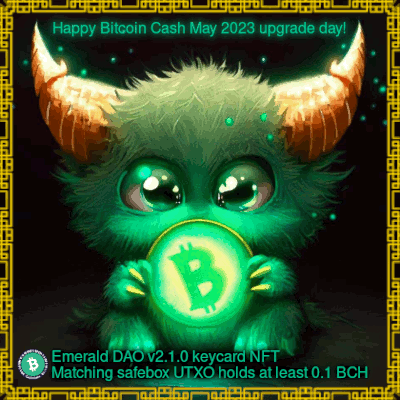 Happy Bitcoin Cash May 2023 upgrade day!
Emerald DAO v2.1.0 keycard NFT
Matching safebox UTXO holds at least 0.1 BCH